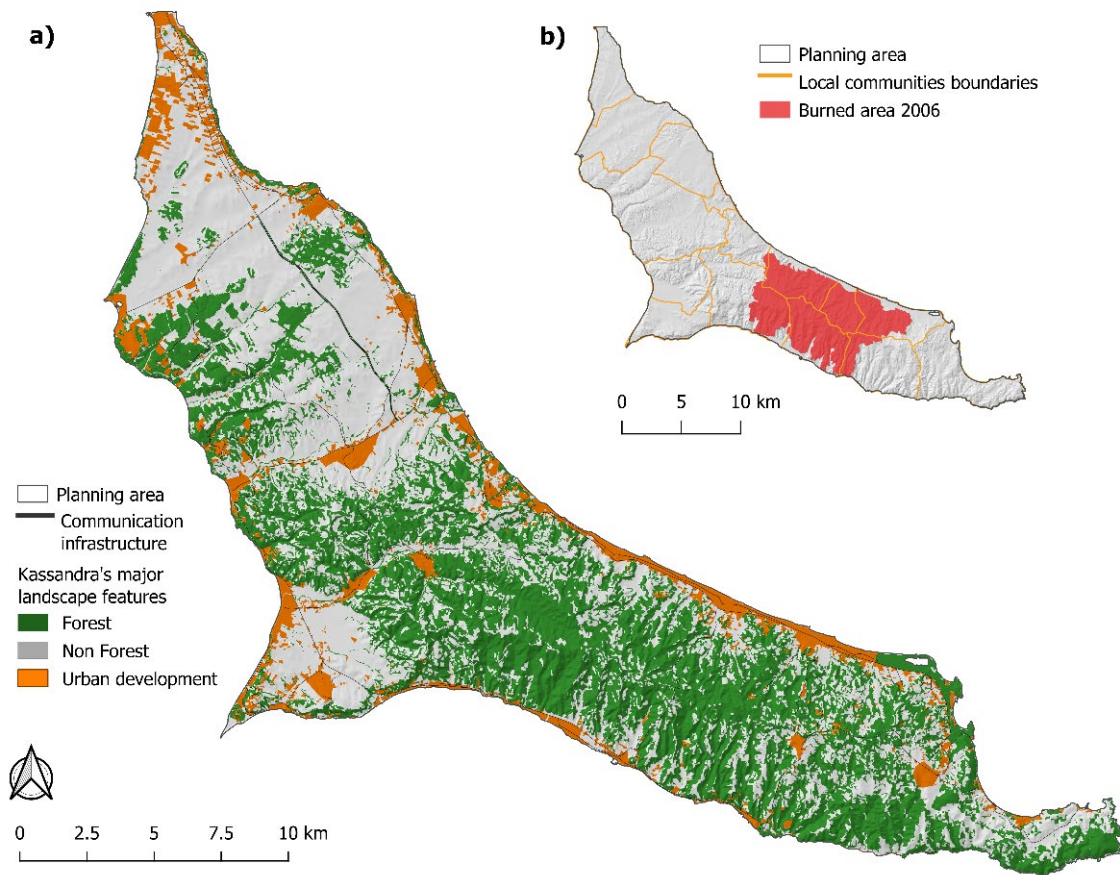 a)
Planning area
Communication
infrastructure
Kassandra's major
landscape features
Forest
Non Forest
Urban development
0 2.5 5 7.5 10 km
b)
Planning area
Local communities boundaries
Burned area 2006
0 5 10 km